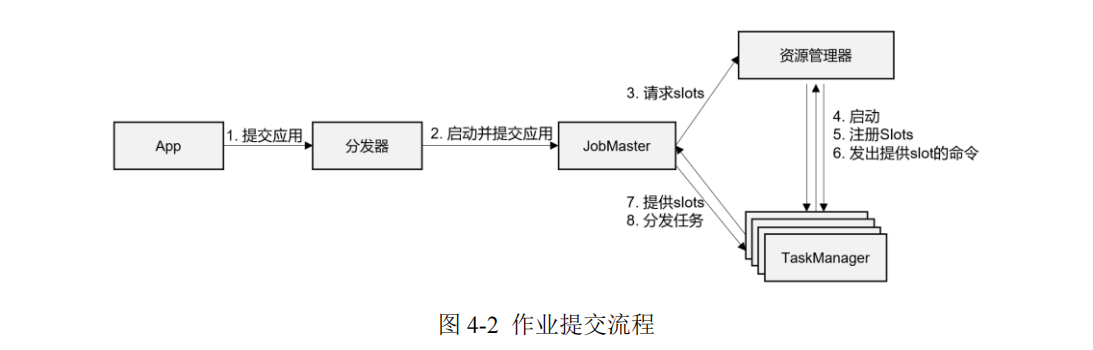 App
1. 提交应用
分发器
2. 启动并提交应用
JobMaster
3. 请求slots
资源管理器
4. 启动
5. 注册Slots
6. 发出提供slot的命令
7. 提供slots
8. 分发任务
TaskManager
图 4-2 作业提交流程